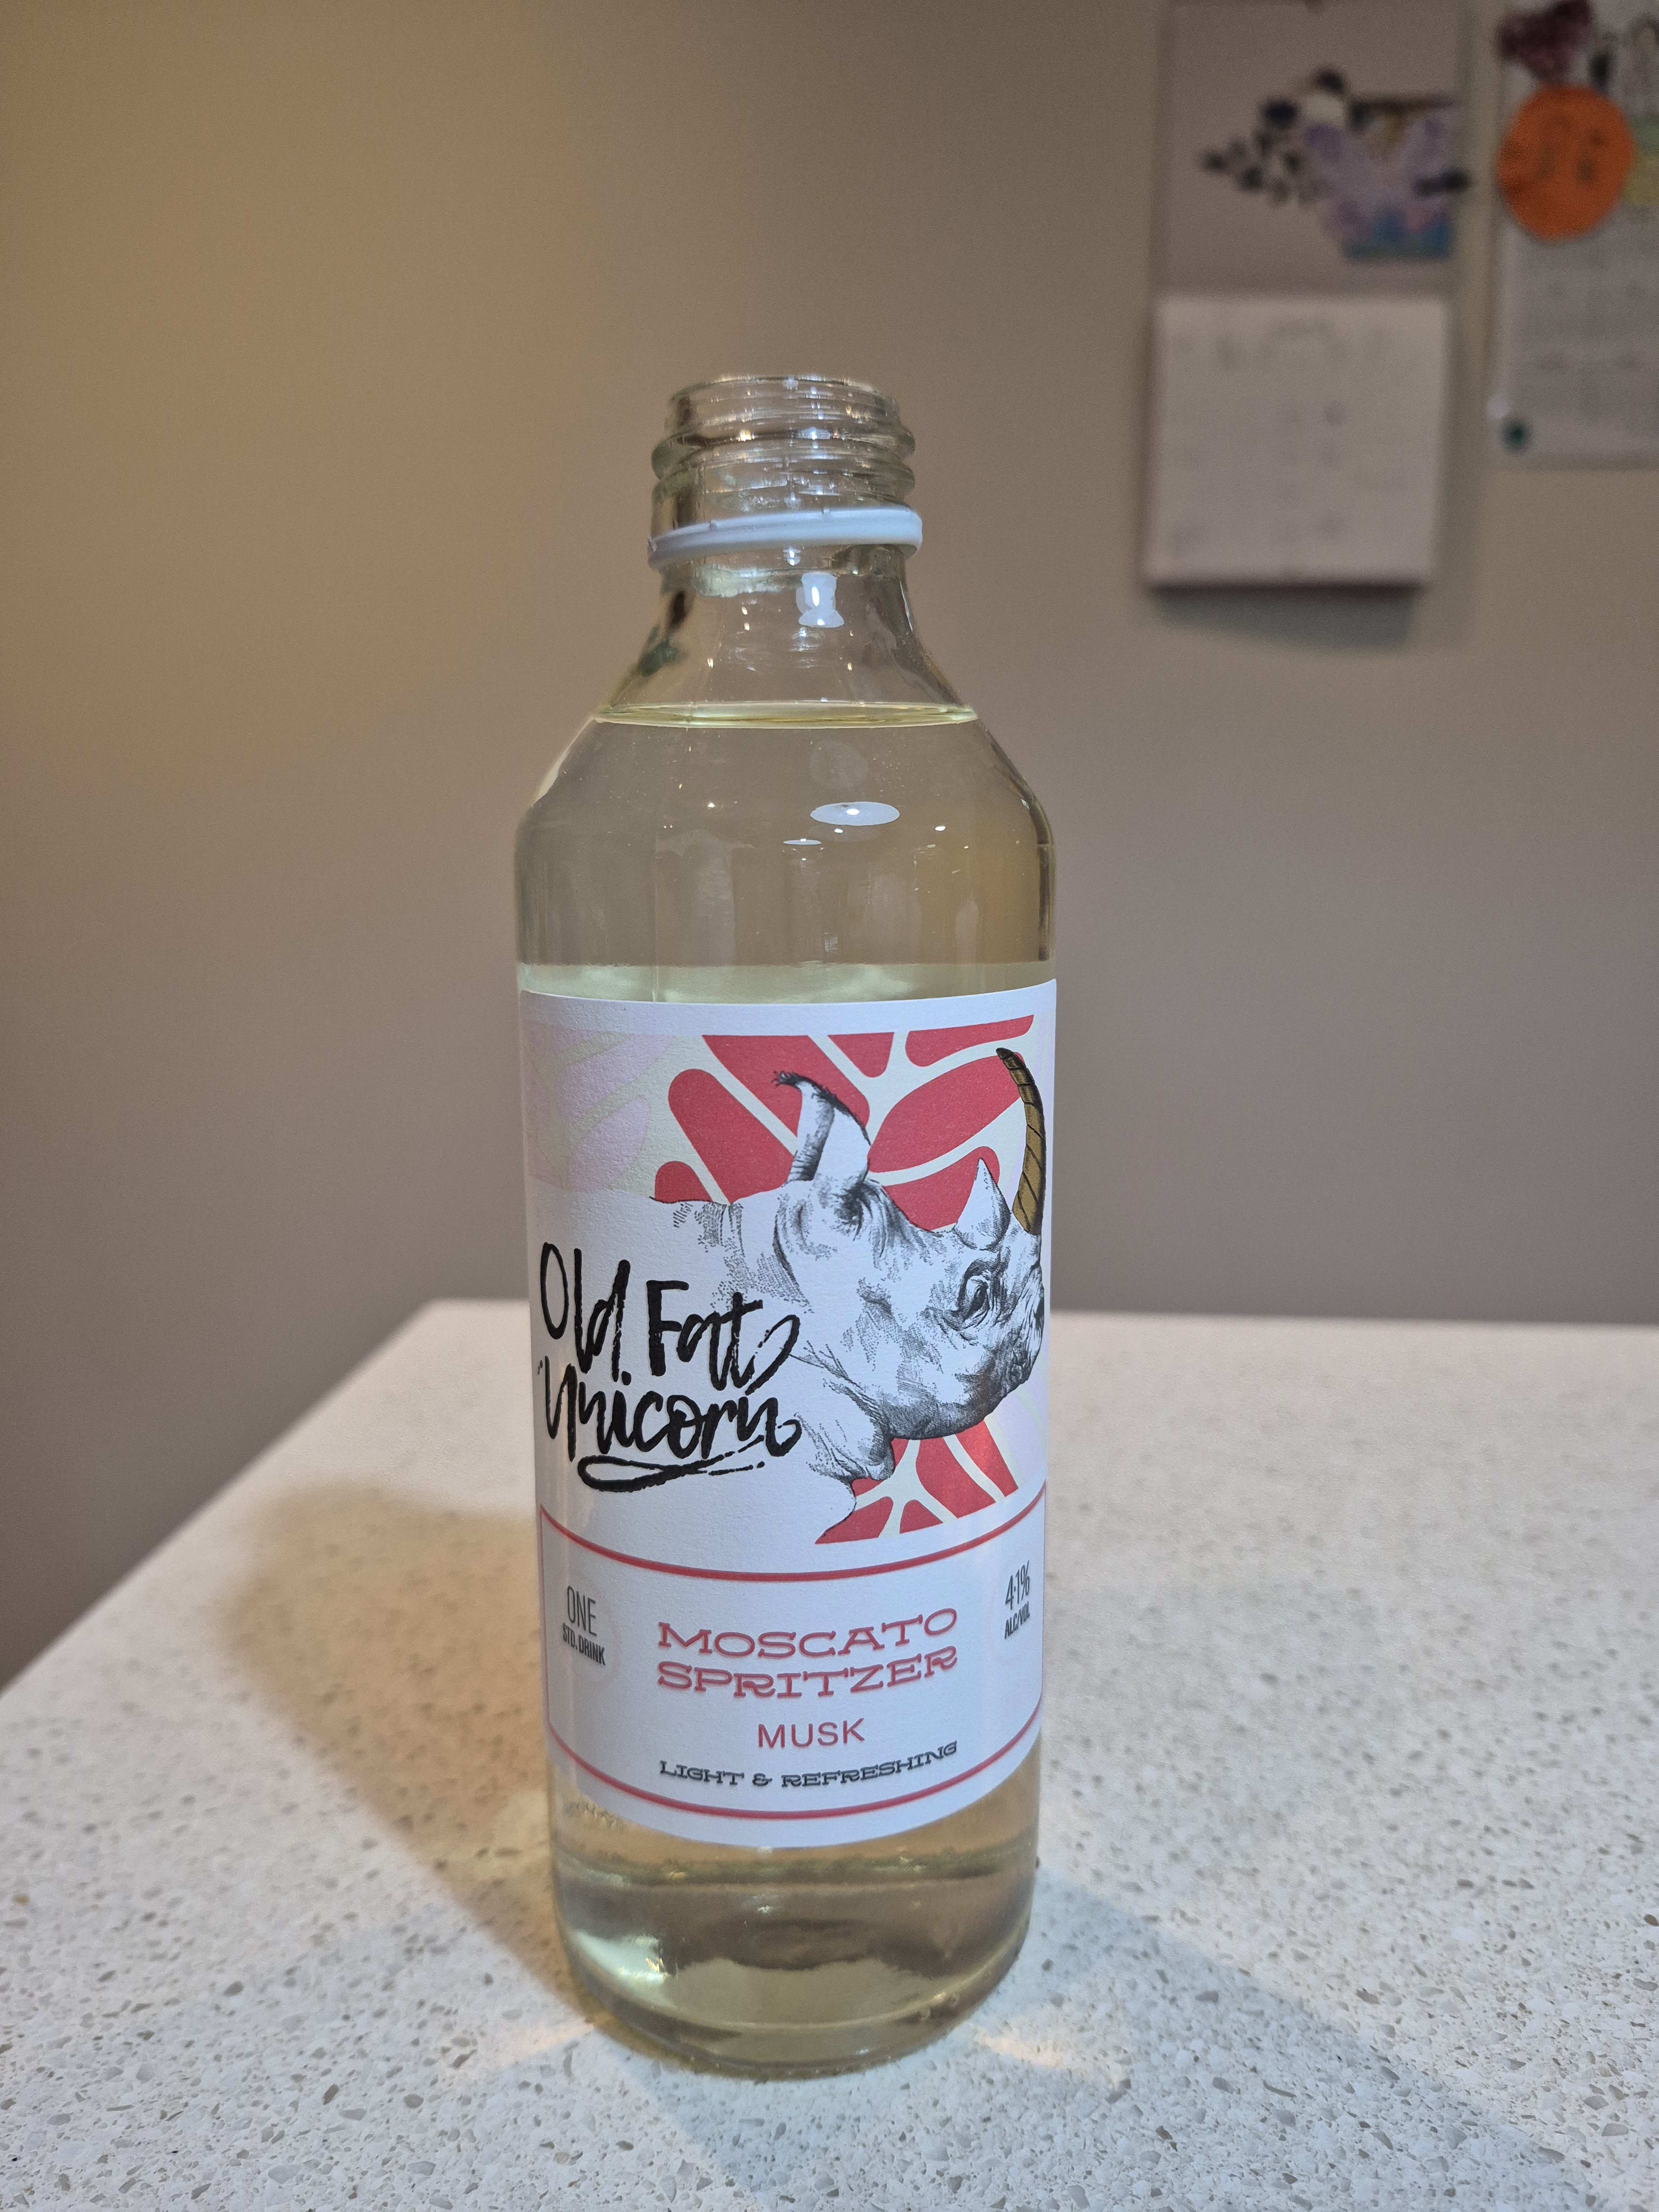 Old Fat
Unicorn
ONE
STD. DRINK
4.1%
ALC/VOL
MOSCATO
SPRITZER
MUSK
LIGHT & REFRESHING